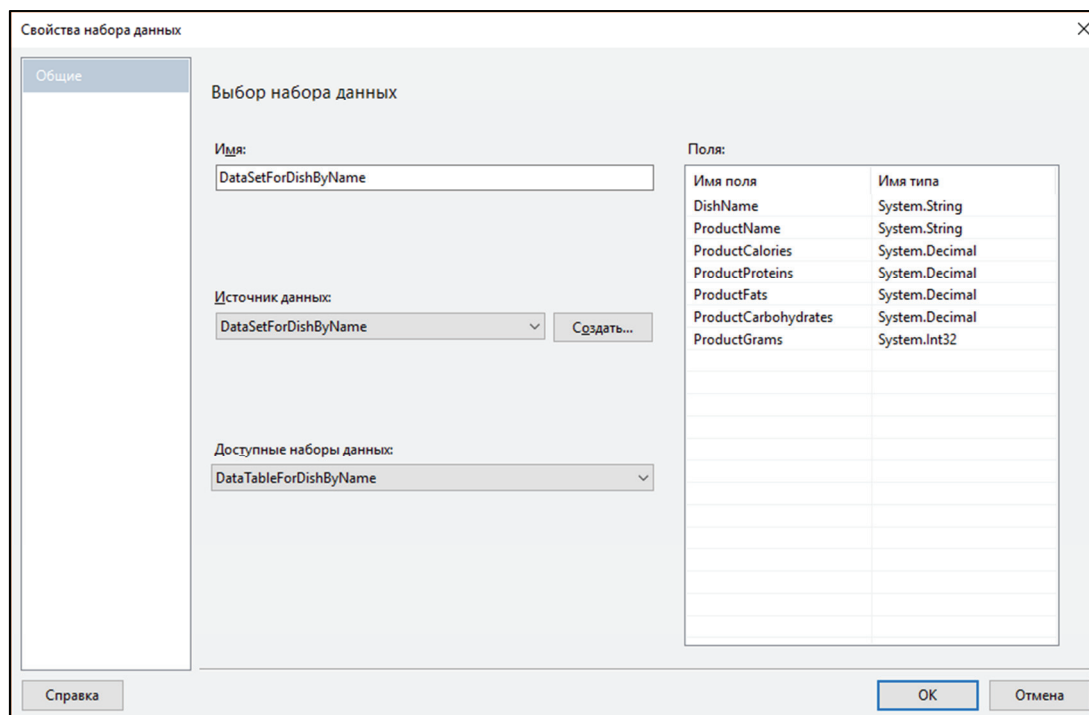 Свойства набора данных
Общие
Выбор набора данных
Имя:
DataSetForDishByName
Источник данных:
DataSetForDishByName
Создать...
Доступные наборы данных:
DataTableForDishByName
Поля:
Имя поля Имя типа
DishName System.String
ProductName System.String
ProductCalories System.Decimal
ProductProteins System.Decimal
ProductFats System.Decimal
ProductCarbohydrates System.Decimal
ProductGrams System.Int32
Справка
OK
Отмена